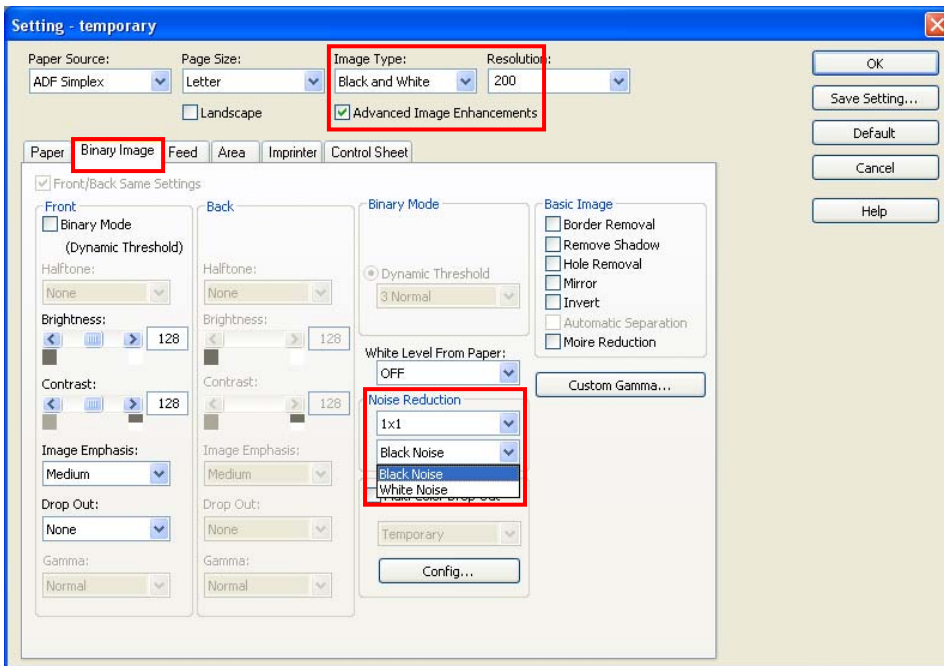 Setting - temporary
Paper Source: Page Size: Image Type: Resolution:
ADF Simplex Letter Black and White 200
Landscape Advanced Image Enhancements
OK
Save Setting...
Default
Cancel
Help
Paper Binary Image Feed Area Imprinter Control Sheet
Front/Back Same Settings
Front
Binary Mode
(Dynamic Threshold)
Halftone:
None
Brightness:
128
Contrast:
128
Image Emphasis:
Medium
Drop Out:
None
Gamma:
Normal
Back
Halftone:
None
Brightness:
128
Contrast:
128
Image Emphasis:
Medium
Drop Out:
None
Gamma:
Normal
Binary Mode
Dynamic Threshold
3 Normal
White Level From Paper:
OFF
Noise Reduction
1x1
Black Noise
Black Noise
White Noise
Temporary
Config...
Basic Image
Border Removal
Remove Shadow
Hole Removal
Mirror
Invert
Automatic Separation
Moire Reduction
Custom Gamma...